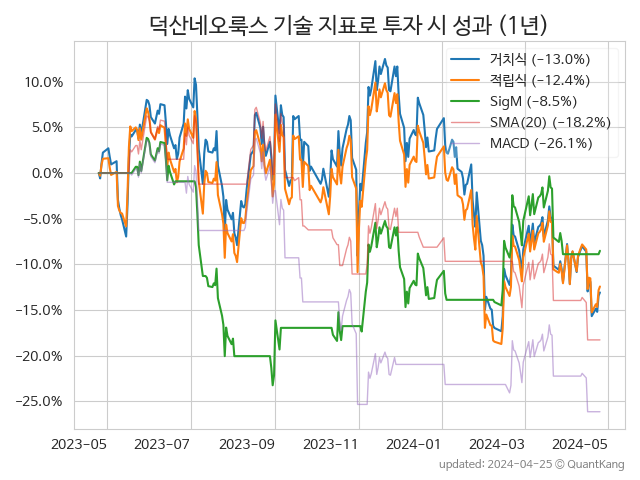 덕산네오룩스 기술 지표로 투자 시 성과 (1년)
거치식 (−13.0%)
적립식 (−12.4%)
SigM (−8.5%)
SMA(20) (−18.2%)
MACD (−26.1%)
10.0%
5.0%
0.0%
−5.0%
−10.0%
−15.0%
−20.0%
−25.0%
2023-05 2023-07 2023-09 2023-11 2024-01 2024-03 2024-05
updated: 2024-04-25 © QuantKang